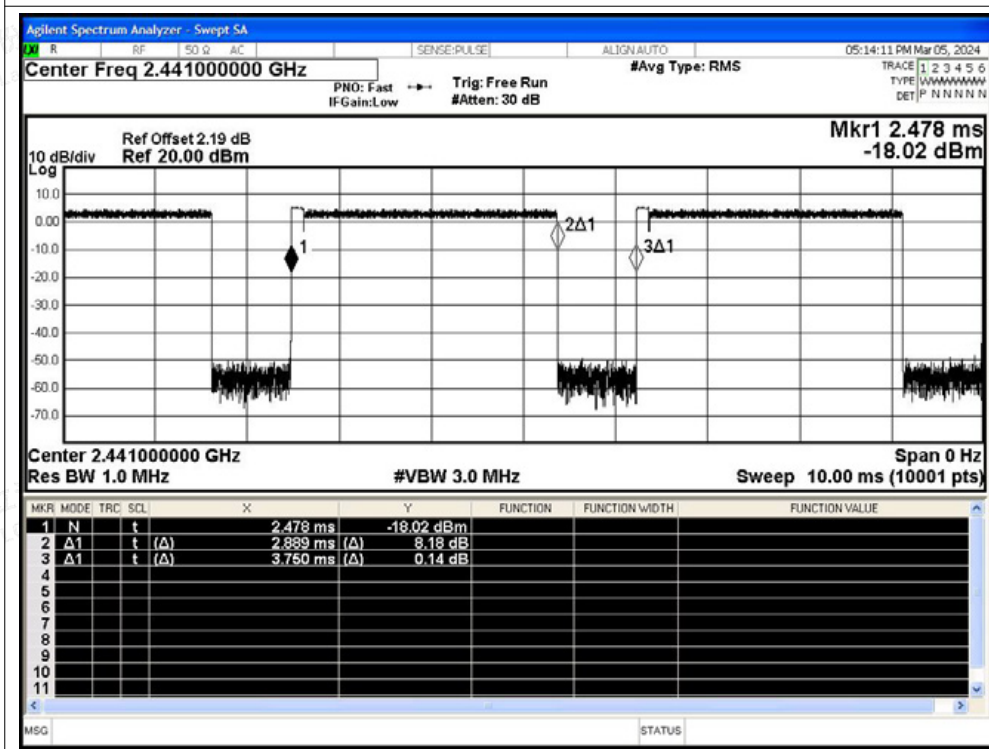 Agilent Spectrum Analyzer - Swept SA
R RF 50 Ω AC SENSE:PULSE ALIGN AUTO 05:14:11 PM Mar 05, 2024
Center Freq 2.441000000 GHz #Avg Type: RMS TRACE 1 2 3 4 5 6
PNO: Fast Trig: Free Run TYPE WWWWWW
IFGain:Low #Atten: 30 dB DET P N N N N N
Mkr1 2.478 ms
Ref Offset 2.19 dB
-18.02 dBm
10 dB/div Ref 20.00 dBm
Log
10.0
0.00
2Δ1
-10.0
1
3Δ1
-20.0
-30.0
-40.0
-50.0
-60.0
-70.0
Center 2.441000000 GHz Span 0 Hz
Res BW 1.0 MHz #VBW 3.0 MHz Sweep 10.00 ms (10001 pts)
MKR MODE TRC SCL X Y FUNCTION FUNCTION WIDTH FUNCTION VALUE
1 N t 2.478 ms -18.02 dBm
2 Δ1 t (Δ) 2.889 ms (Δ) 8.18 dB
3 Δ1 t (Δ) 3.750 ms (Δ) 0.14 dB
4
5
6
7
8
9
10
11
MSG STATUS